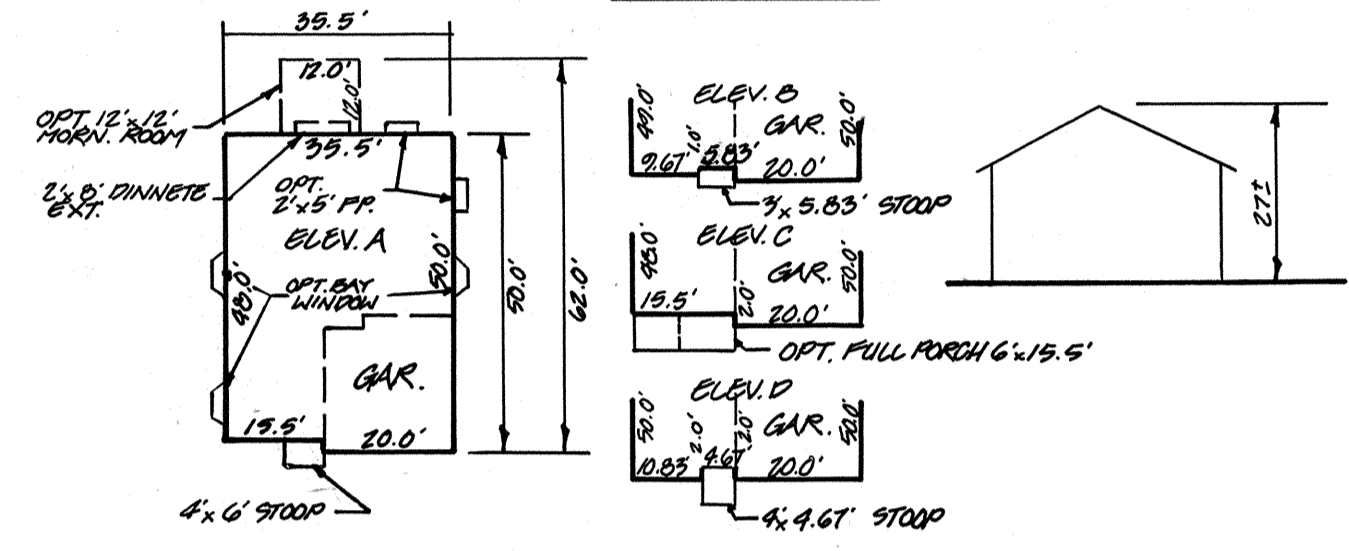 35.5'
12.0'
12.0'
OPT. 12'x12'
MORN. ROOM
35.5'
2'x8' DINNETE
EXT.
OPT.
2'x5' F.P.
ELEV. A
OPT. BAY
WINDOW
48.0'
50.0'
50.0'
62.0'
GAR.
15.5'
20.0'
4'x6' STOOP
ELEV. B
49.0'
1.0'
GAR.
50.0'
9.67'
5.83'
20.0'
3'x5.83' STOOP
ELEV. C
48.0'
GAR.
50.0'
15.5'
2.0'
20.0'
OPT. FULL PORCH 6'x15.5'
ELEV. D
50.0'
2.0'
2.0'
GAR.
50.0'
10.83'
4.67'
20.0'
4'x4.67' STOOP
27±